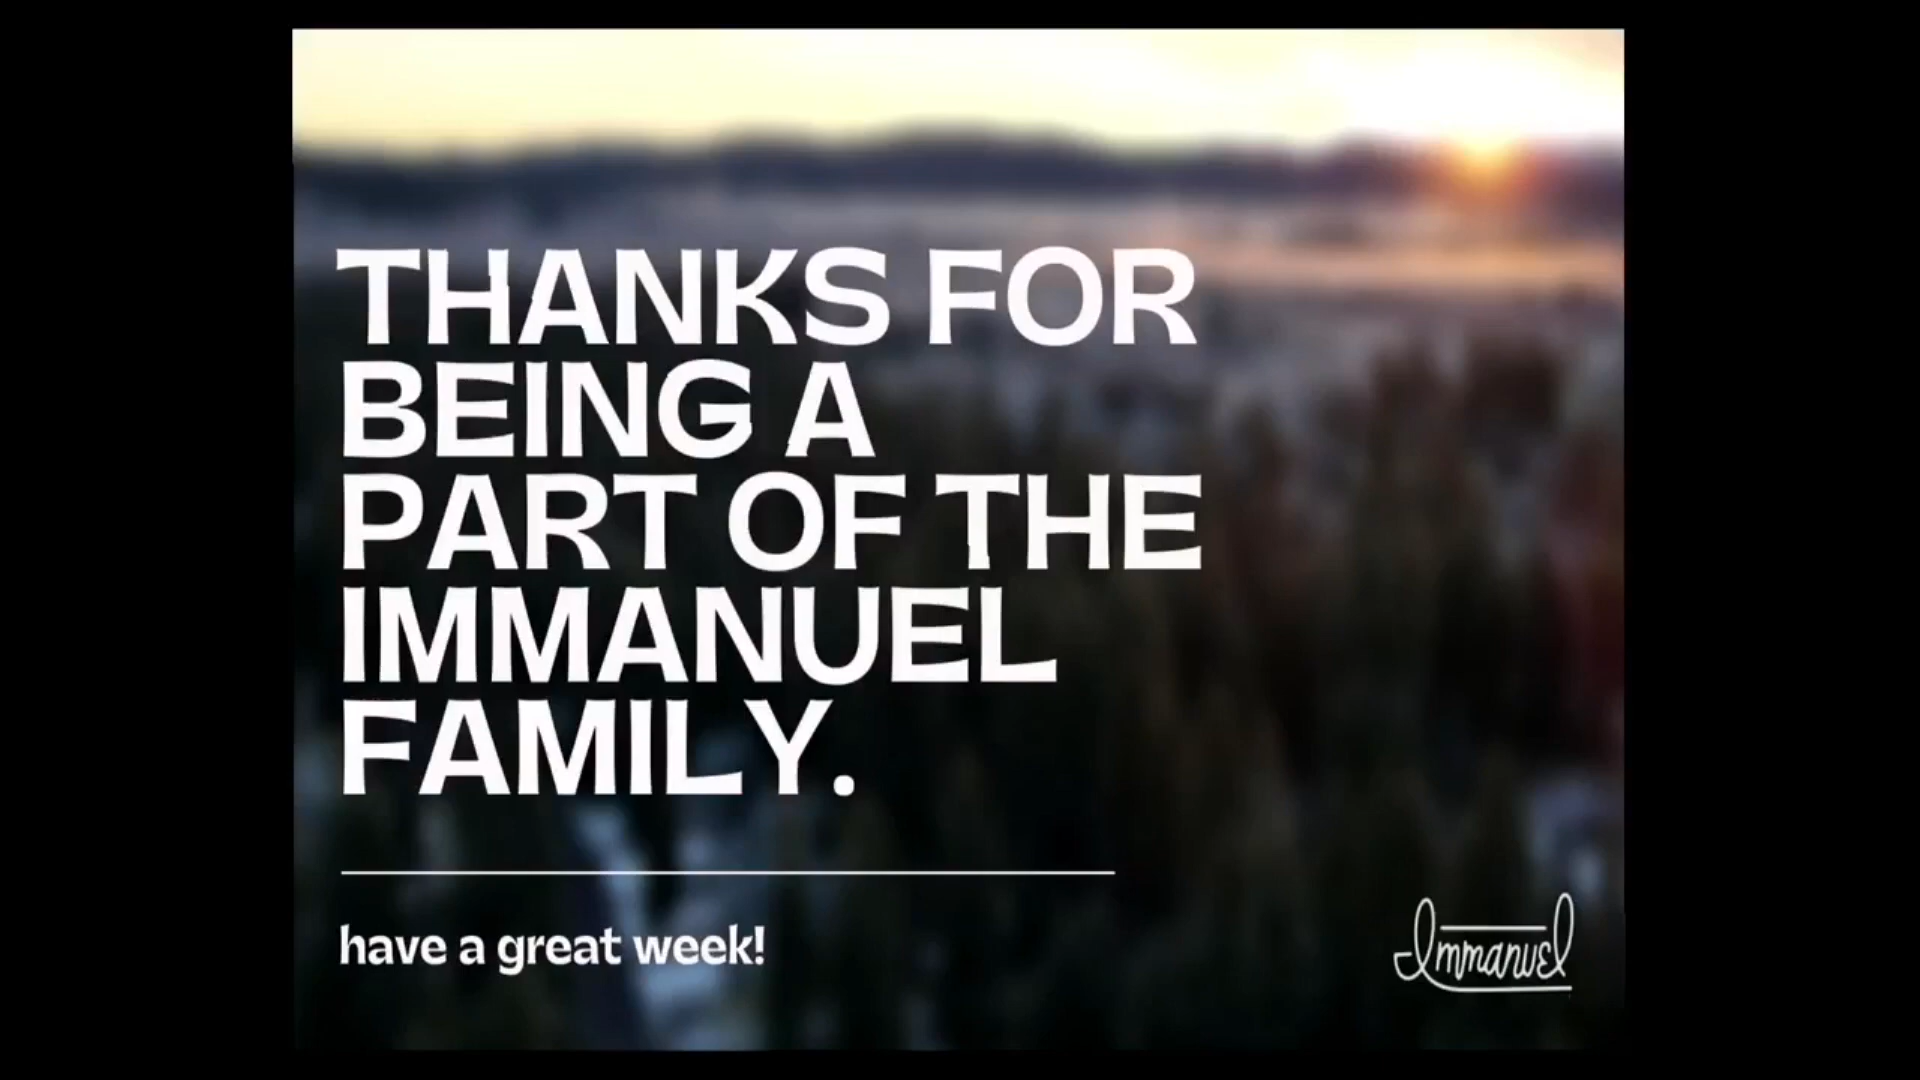 THANKS FOR
BEING A
PART OF THE
IMMANUEL
FAMILY.
have a great week!
Immanuel